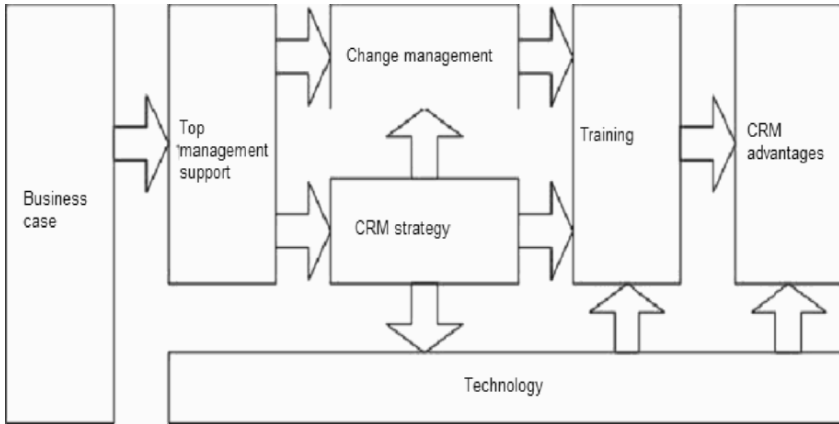 Change management
Top
management
support
Training
CRM
advantages
Business
case
CRM strategy
Technology